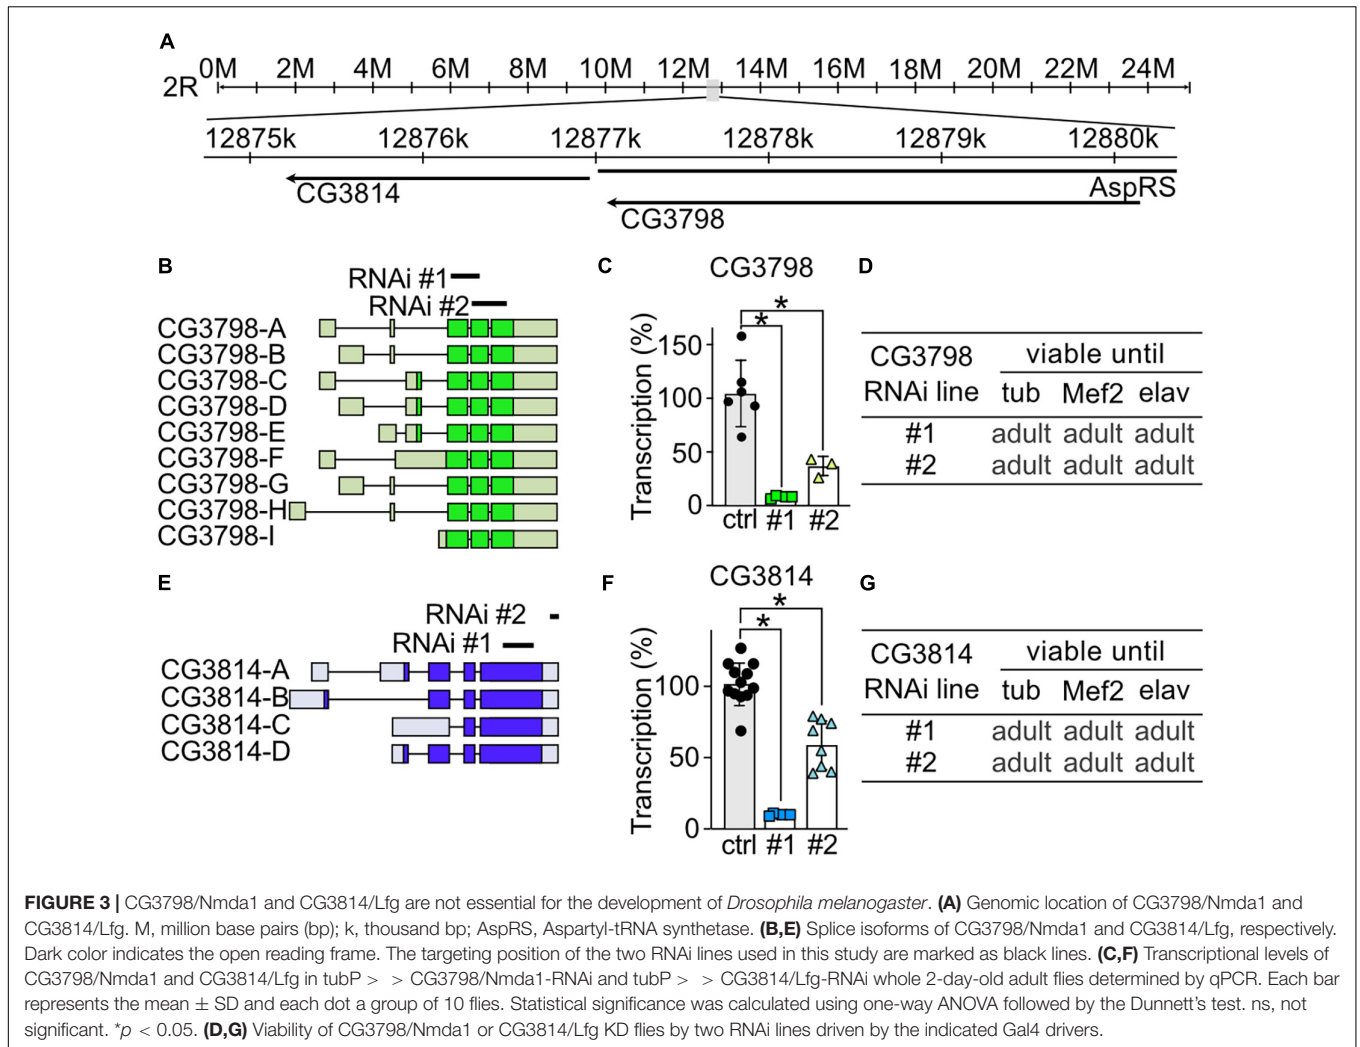 A
0M 2M 4M 6M 8M 10M 12M 14M 16M 18M 20M 22M 24M
2R
12875k 12876k 12877k 12878k 12879k 12880k
CG3814
AspRS
CG3798
B
RNAi #1
RNAi #2
CG3798-A
CG3798-B
CG3798-C
CG3798-D
CG3798-E
CG3798-F
CG3798-G
CG3798-H
CG3798-I
C
CG3798
*
*
Transcription (%)
150
100
50
0
ctrl #1 #2
D
CG3798 viable until
RNAi line tub Mef2 elav
#1 adult adult adult
#2 adult adult adult
E
RNAi #2
RNAi #1
CG3814-A
CG3814-B
CG3814-C
CG3814-D
F
CG3814
*
*
Transcription (%)
100
50
0
ctrl #1 #2
G
CG3814 viable until
RNAi line tub Mef2 elav
#1 adult adult adult
#2 adult adult adult
FIGURE 3 | CG3798/Nmda1 and CG3814/Lfg are not essential for the development of Drosophila melanogaster. (A) Genomic location of CG3798/Nmda1 and
CG3814/Lfg. M, million base pairs (bp); k, thousand bp; AspRS, Aspartyl-tRNA synthetase. (B,E) Splice isoforms of CG3798/Nmda1 and CG3814/Lfg, respectively.
Dark color indicates the open reading frame. The targeting position of the two RNAi lines used in this study are marked as black lines. (C,F) Transcriptional levels of
CG3798/Nmda1 and CG3814/Lfg in tubP > > CG3798/Nmda1-RNAi and tubP > > CG3814/Lfg-RNAi whole 2-day-old adult flies determined by qPCR. Each bar
represents the mean ± SD and each dot a group of 10 flies. Statistical significance was calculated using one-way ANOVA followed by the Dunnett's test. ns, not
significant. *p < 0.05. (D,G) Viability of CG3798/Nmda1 or CG3814/Lfg KD flies by two RNAi lines driven by the indicated Gal4 drivers.